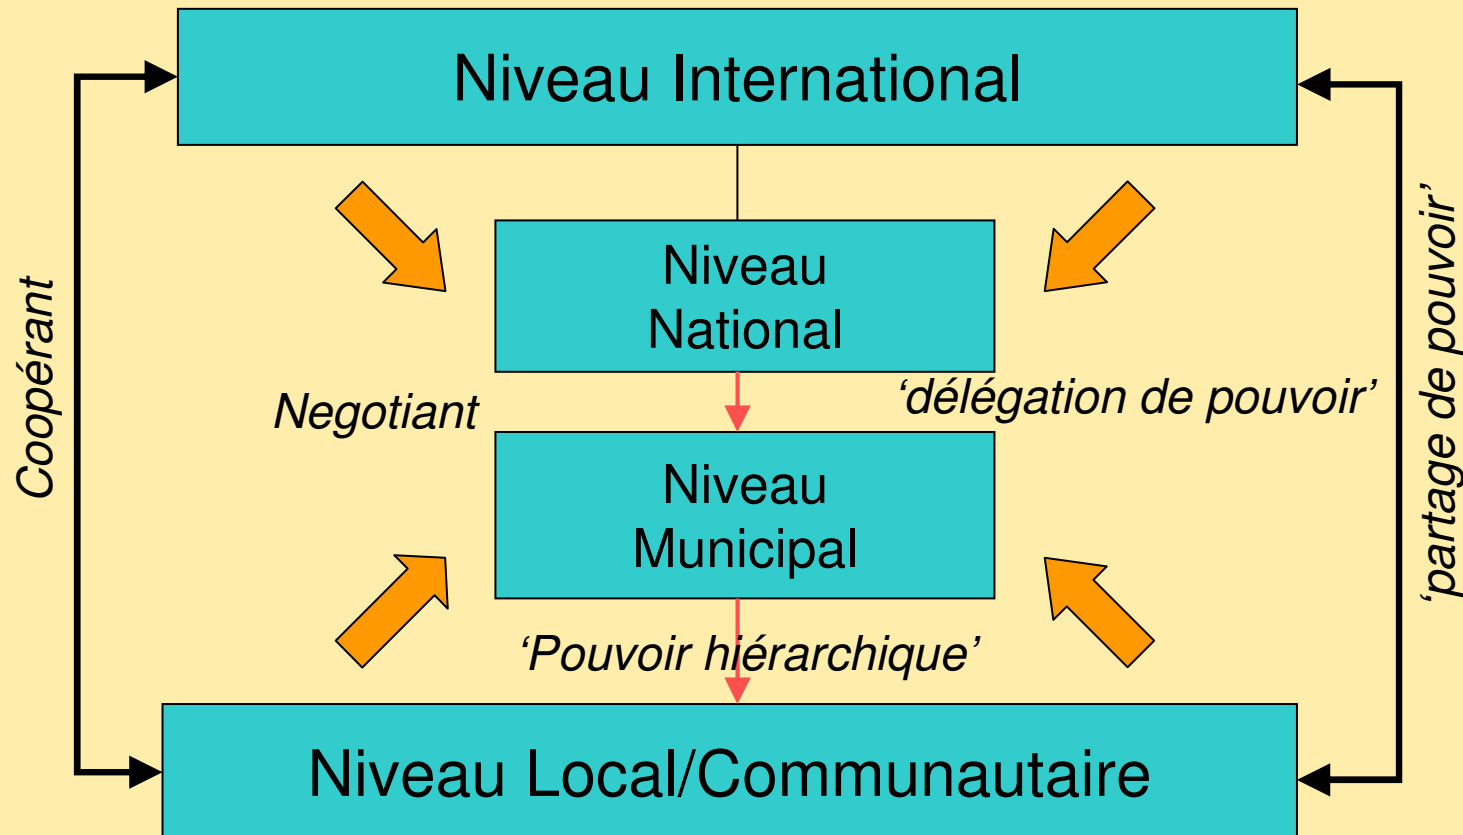 Niveau International
Coopérant
‘partage de pouvoir’
Niveau
National
Negotiant
‘délégation de pouvoir’
Niveau
Municipal
‘Pouvoir hiérarchique’
Niveau Local/Communautaire